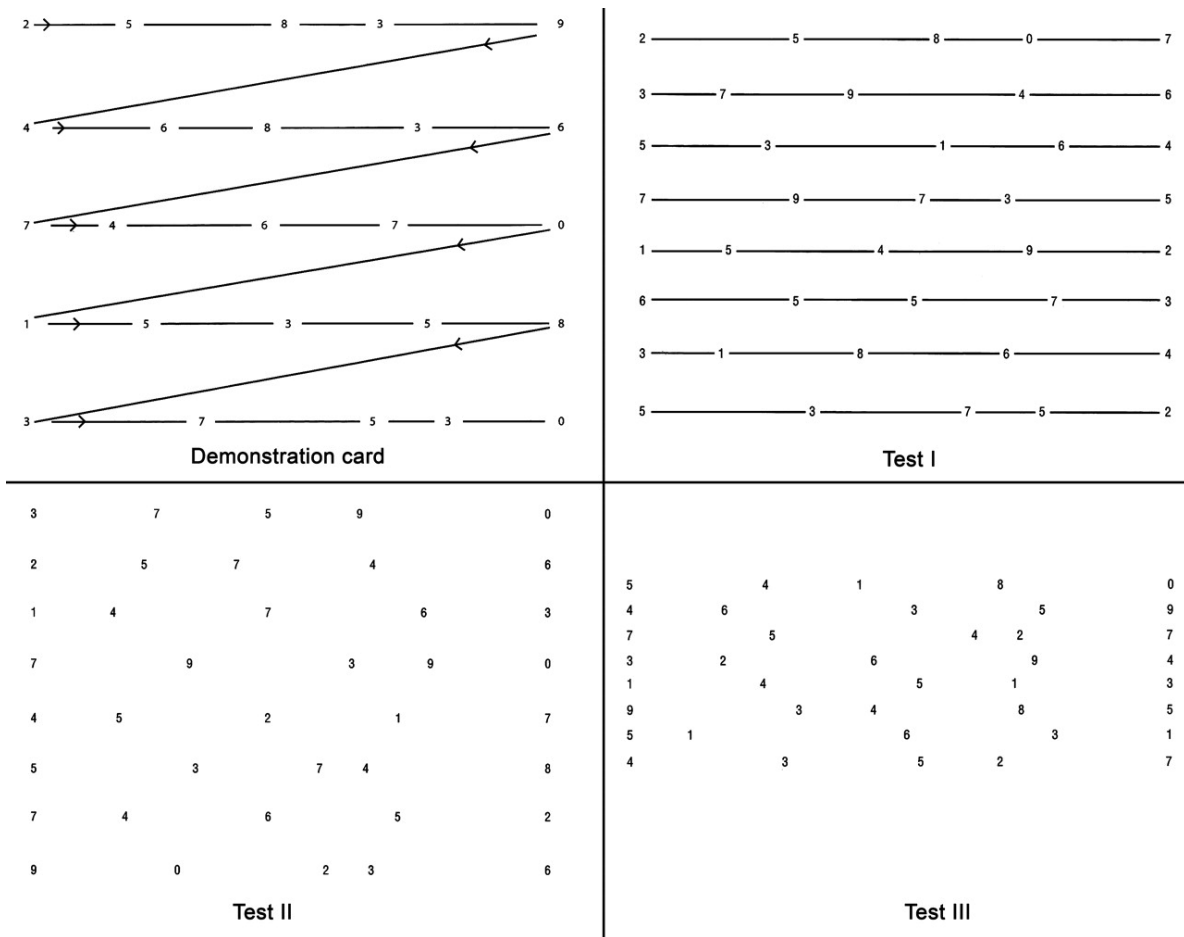 2 5 8 3 9
4 6 8 3 6
7 4 6 7 0
1 5 3 5 8
3 7 5 3 0
Demonstration card
2 5 8 0 7
3 7 9 4 6
5 3 1 6 4
7 9 7 3 5
1 5 4 9 2
6 5 5 7 3
3 1 8 6 4
5 3 7 5 2
Test I
3 7 5 9 0
2 5 7 4 6
1 4 7 6 3
7 9 3 9 0
4 5 2 1 7
5 3 7 4 8
7 4 6 5 2
9 0 2 3 6
Test II
5 4 1 8 0
4 6 3 5 9
7 5 4 2 7
3 2 6 9 4
1 4 5 1 3
9 3 4 8 5
5 1 6 3 1
4 3 5 2 7
Test III